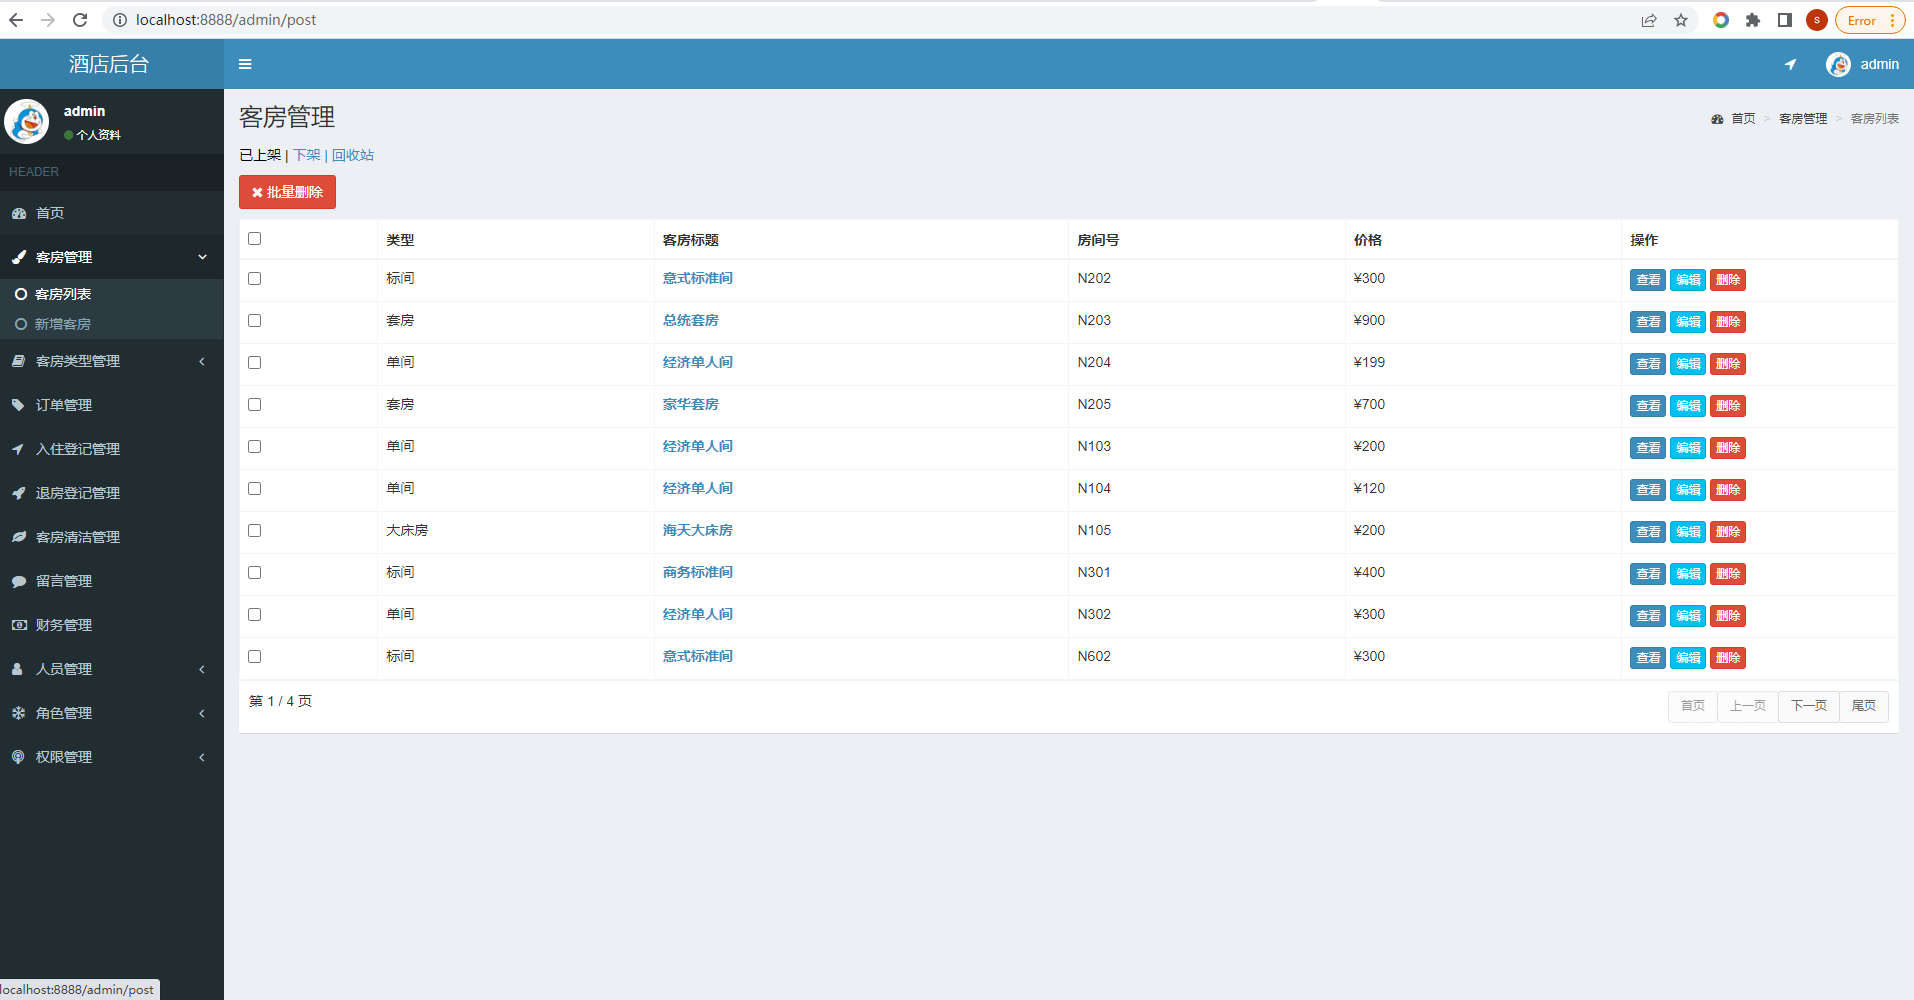 localhost:8888/admin/post
Error
s
酒店后台
admin
admin
个人资料
HEADER
首页
客房管理
客房列表
新增客房
客房类型管理
订单管理
入住登记管理
退房登记管理
客房清洁管理
留言管理
财务管理
人员管理
角色管理
权限管理
客房管理
首页 > 客房管理 > 客房列表
已上架 | 下架 | 回收站
批量删除
类型 客房标题 房间号 价格 操作
标间 意式标准间 N202 ¥300 查看 编辑 删除
套房 总统套房 N203 ¥900 查看 编辑 删除
单间 经济单人间 N204 ¥199 查看 编辑 删除
套房 豪华套房 N205 ¥700 查看 编辑 删除
单间 经济单人间 N103 ¥200 查看 编辑 删除
单间 经济单人间 N104 ¥120 查看 编辑 删除
大床房 海天大床房 N105 ¥200 查看 编辑 删除
标间 商务标准间 N301 ¥400 查看 编辑 删除
单间 经济单人间 N302 ¥300 查看 编辑 删除
标间 意式标准间 N602 ¥300 查看 编辑 删除
第 1 / 4 页
首页 上一页 下一页 尾页
localhost:8888/admin/post